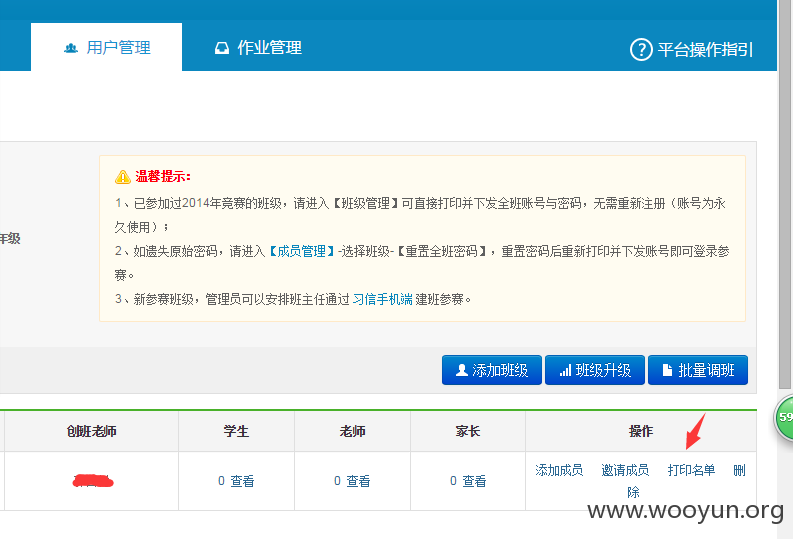 用户管理
作业管理
? 平台操作指引
温馨提示:
1、已参加过2014年竞赛的班级，请进入【班级管理】可直接打印并下发全班账号与密码，无需重新注册（账号为永
久使用）；
2、如遗失原始密码，请进入【成员管理】-选择班级-【重置全班密码】，重置密码后重新打印并下发账号即可登录参
赛。
3、新参赛班级，管理员可以安排班主任通过 习信手机端 建班参赛。
年级
添加班级
班级升级
批量调班
59
创班老师
学生
老师
家长
操作
0 查看
0 查看
0 查看
添加成员 邀请成员 打印名单 删
除
www.wooyun.org